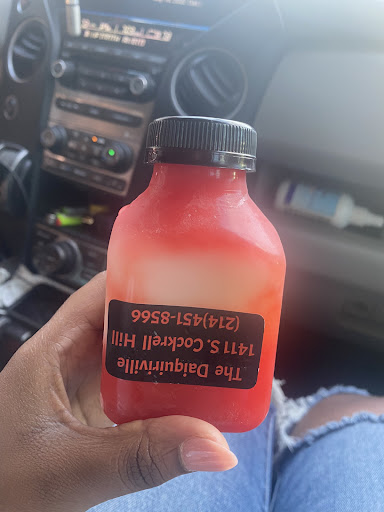 The Daiquiriville
1411 S. Cockrell Hill
(214)451-8566